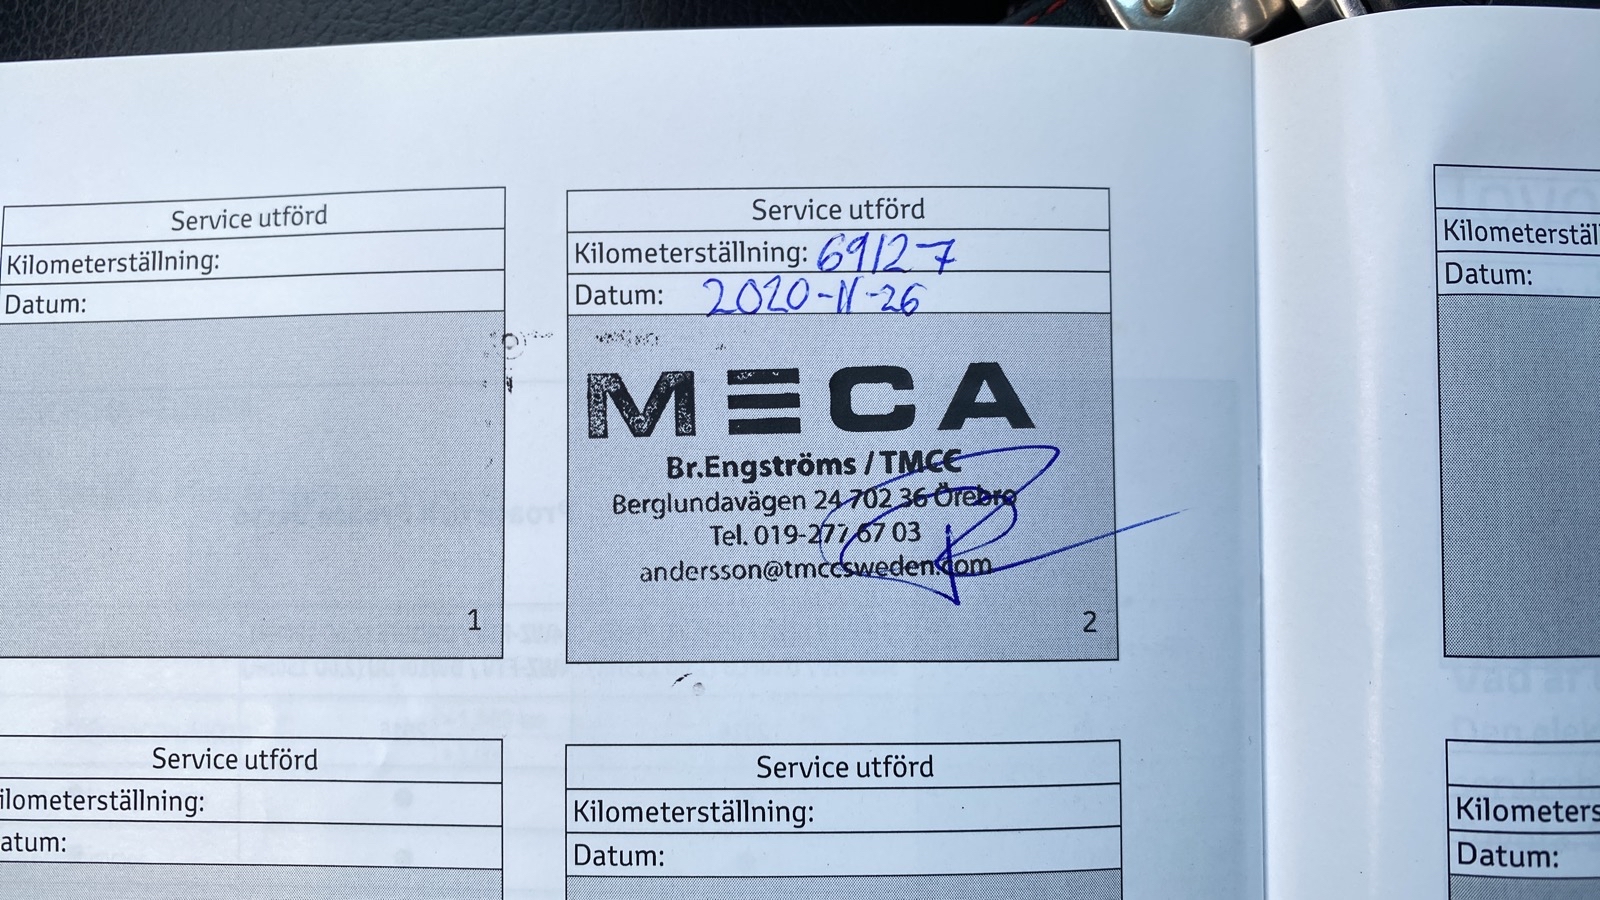 Service utförd
Kilometerställning:
Datum:
1
Service utförd
Kilometerställning: 69127
Datum: 2020-11-26
MECA
Br.Engströms / TMCC
Berglundavägen 24 702 36 Örebro
Tel. 019-277 67 03
andersson@tmccsweden.com
2
Kilometerstäl
Datum:
Service utförd
ilometerställning:
atum:
Service utförd
Kilometerställning:
Datum:
Kilometers
Datum: